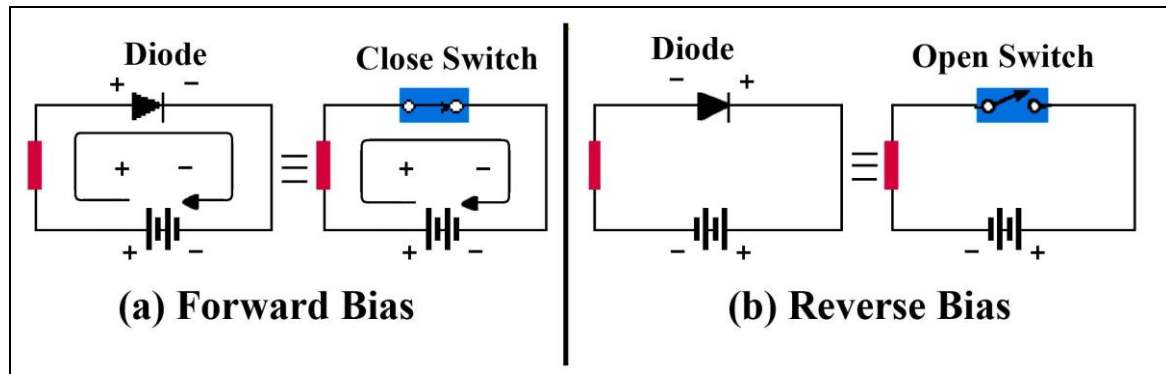 Diode
+ −
Close Switch
+ −
+ −
+ −
+ −
(a) Forward Bias
Diode
− +
Open Switch
− +
− +
(b) Reverse Bias